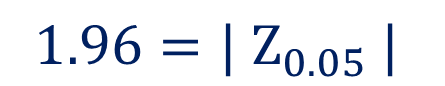 1.96 = | Z₀.₀₅ |